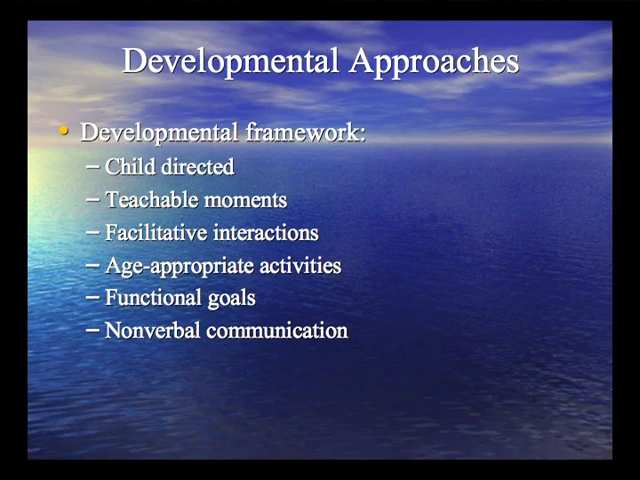 Developmental Approaches
• Developmental framework:
– Child directed
– Teachable moments
– Facilitative interactions
– Age-appropriate activities
– Functional goals
– Nonverbal communication